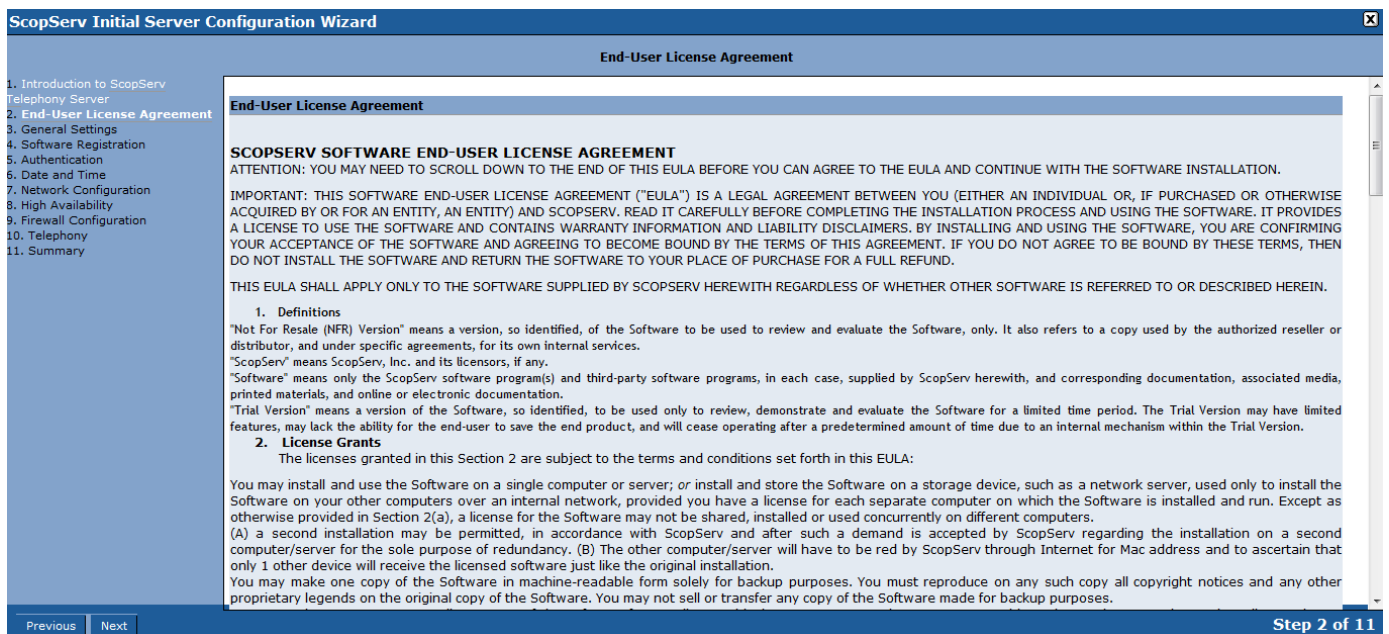 ScopServ Initial Server Configuration Wizard
End-User License Agreement
1. Introduction to ScopServ
Telephony Server
2. End-User License Agreement
3. General Settings
4. Software Registration
5. Authentication
6. Date and Time
7. Network Configuration
8. High Availability
9. Firewall Configuration
10. Telephony
11. Summary
End-User License Agreement
SCOPSERV SOFTWARE END-USER LICENSE AGREEMENT
ATTENTION: YOU MAY NEED TO SCROLL DOWN TO THE END OF THIS EULA BEFORE YOU CAN AGREE TO THE EULA AND CONTINUE WITH THE SOFTWARE INSTALLATION.
IMPORTANT: THIS SOFTWARE END-USER LICENSE AGREEMENT ("EULA") IS A LEGAL AGREEMENT BETWEEN YOU (EITHER AN INDIVIDUAL OR, IF PURCHASED OR OTHERWISE
ACQUIRED BY OR FOR AN ENTITY, AN ENTITY) AND SCOPSERV. READ IT CAREFULLY BEFORE COMPLETING THE INSTALLATION PROCESS AND USING THE SOFTWARE. IT PROVIDES
A LICENSE TO USE THE SOFTWARE AND CONTAINS WARRANTY INFORMATION AND LIABILITY DISCLAIMERS. BY INSTALLING AND USING THE SOFTWARE, YOU ARE CONFIRMING
YOUR ACCEPTANCE OF THE SOFTWARE AND AGREEING TO BECOME BOUND BY THE TERMS OF THIS AGREEMENT. IF YOU DO NOT AGREE TO BE BOUND BY THESE TERMS, THEN
DO NOT INSTALL THE SOFTWARE AND RETURN THE SOFTWARE TO YOUR PLACE OF PURCHASE FOR A FULL REFUND.
THIS EULA SHALL APPLY ONLY TO THE SOFTWARE SUPPLIED BY SCOPSERV HEREWITH REGARDLESS OF WHETHER OTHER SOFTWARE IS REFERRED TO OR DESCRIBED HEREIN.
1. Definitions
"Not For Resale (NFR) Version" means a version, so identified, of the Software to be used to review and evaluate the Software, only. It also refers to a copy used by the authorized reseller or
distributor, and under specific agreements, for its own internal services.
"ScopServ" means ScopServ, Inc. and its licensors, if any.
"Software" means only the ScopServ software program(s) and third-party software programs, in each case, supplied by ScopServ herewith, and corresponding documentation, associated media,
printed materials, and online or electronic documentation.
"Trial Version" means a version of the Software, so identified, to be used only to review, demonstrate and evaluate the Software for a limited time period. The Trial Version may have limited
features, may lack the ability for the end-user to save the end product, and will cease operating after a predetermined amount of time due to an internal mechanism within the Trial Version.
2. License Grants
The licenses granted in this Section 2 are subject to the terms and conditions set forth in this EULA:
You may install and use the Software on a single computer or server; or install and store the Software on a storage device, such as a network server, used only to install the
Software on your other computers over an internal network, provided you have a license for each separate computer on which the Software is installed and run. Except as
otherwise provided in Section 2(a), a license for the Software may not be shared, installed or used concurrently on different computers.
(A) a second installation may be permitted, in accordance with ScopServ and after such a demand is accepted by ScopServ regarding the installation on a second
computer/server for the sole purpose of redundancy. (B) The other computer/server will have to be red by ScopServ through Internet for Mac address and to ascertain that
only 1 other device will receive the licensed software just like the original installation.
You may make one copy of the Software in machine-readable form solely for backup purposes. You must reproduce on any such copy all copyright notices and any other
proprietary legends on the original copy of the Software. You may not sell or transfer any copy of the Software made for backup purposes.
Previous Next
Step 2 of 11